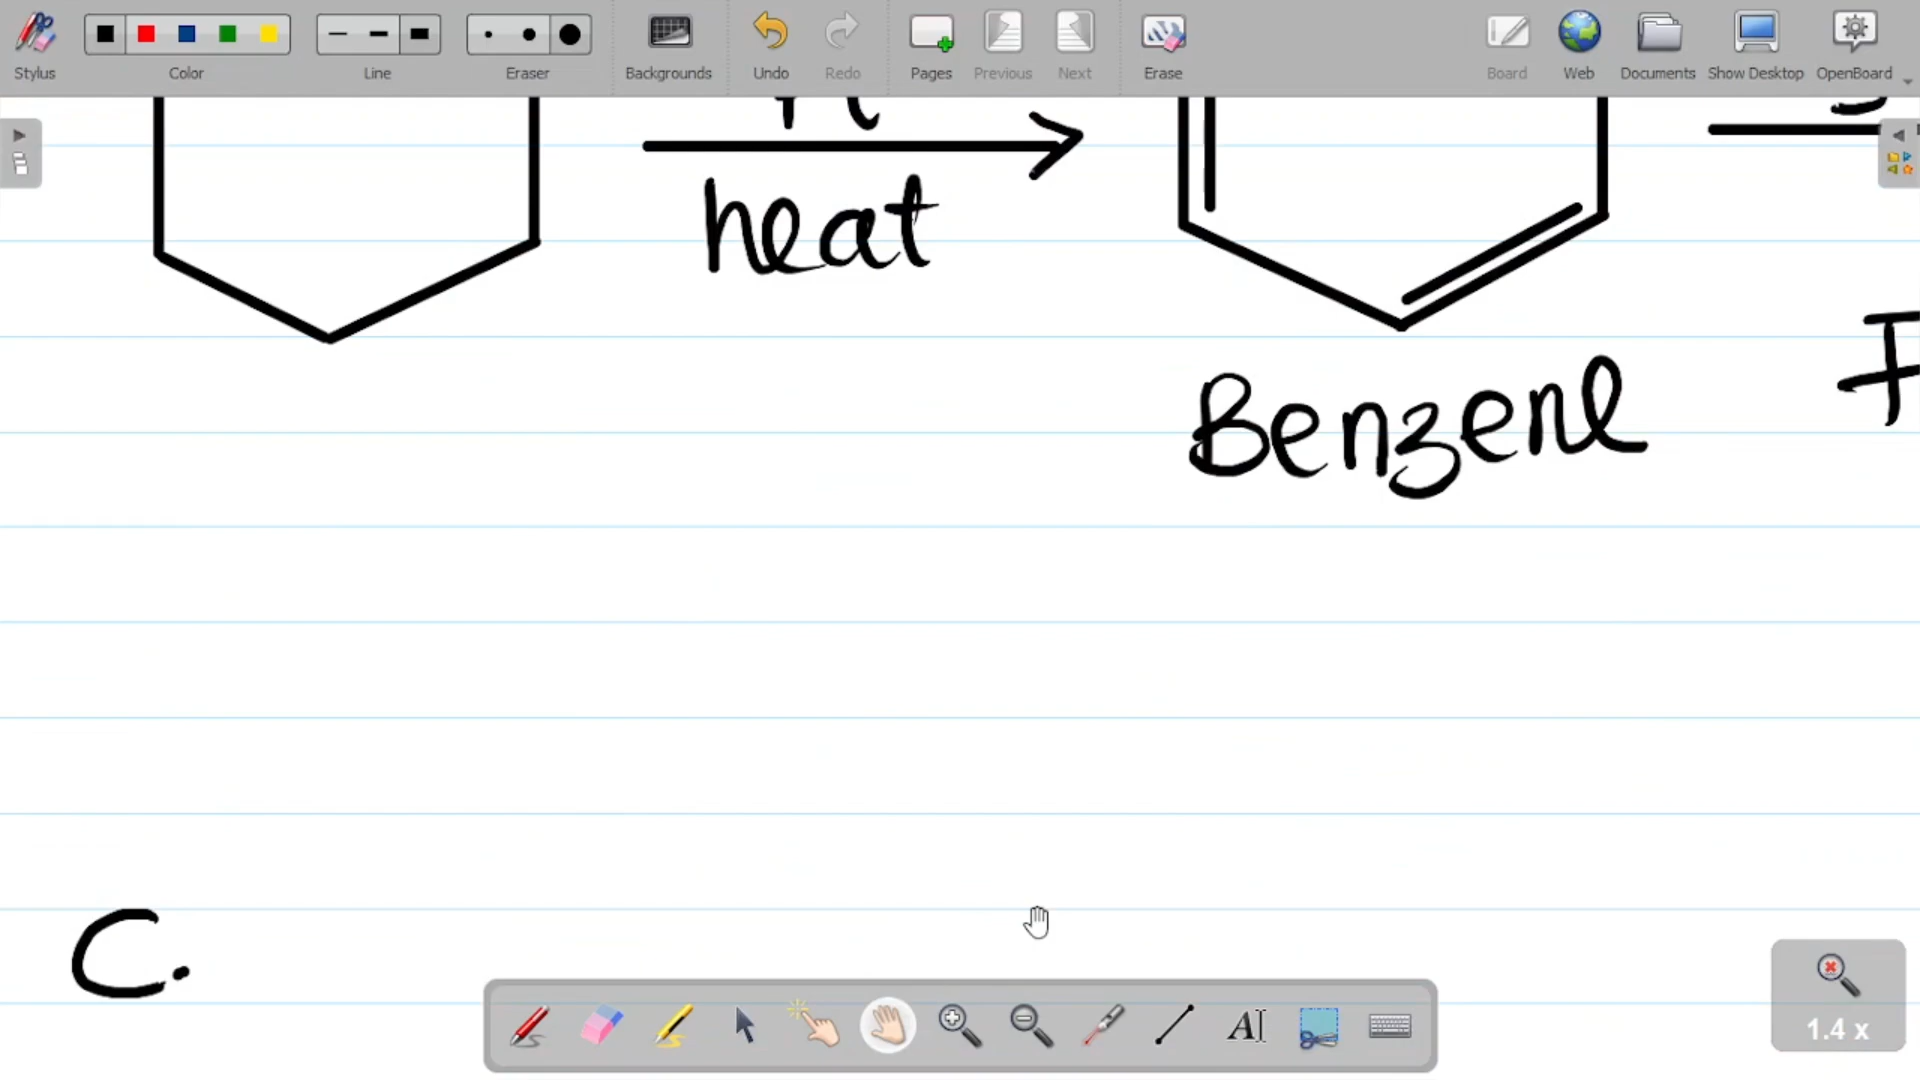 Stylus
Color
Line
Eraser
Backgrounds
Undo
Redo
Pages
Previous
Next
Erase
Board
Web
Documents
Show Desktop
OpenBoard
heat
Benzene
C.
1.4 x